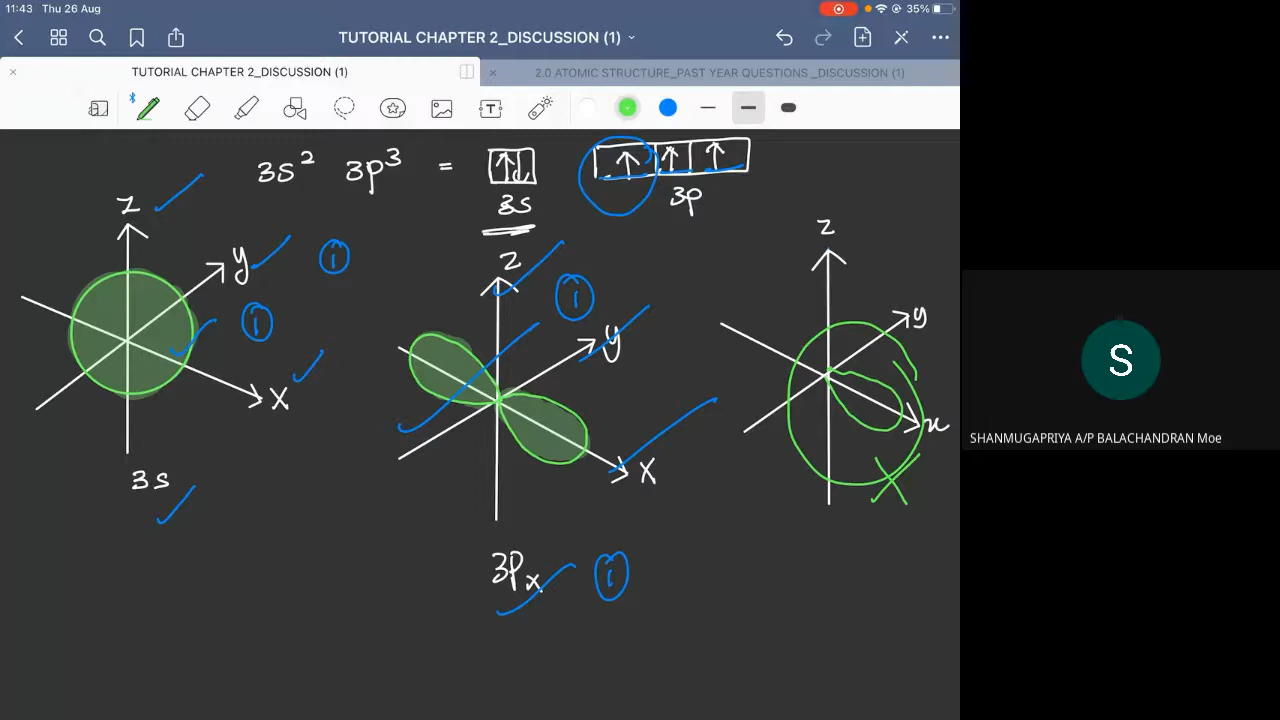 11:43 Thu 26 Aug 35%
TUTORIAL CHAPTER 2_DISCUSSION (1)
TUTORIAL CHAPTER 2_DISCUSSION (1) 2.0 ATOMIC STRUCTURE_PAST YEAR QUESTIONS _DISCUSSION (1)
T
3s² 3p³ =
3s 3p
z y x
1
1
3s
z y x
1
3Px 1
z y x
S
SHANMUGAPRIYA A/P BALACHANDRAN Moe